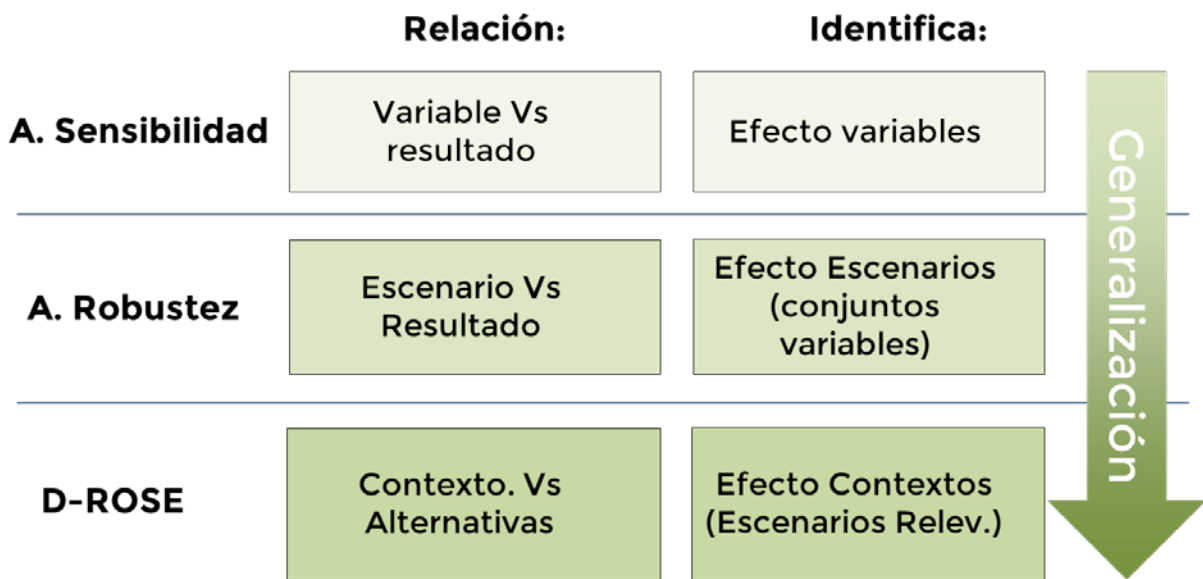 Relación:
Identifica:
A. Sensibilidad
Variable Vs
resultado
Efecto variables
A. Robustez
Escenario Vs
Resultado
Efecto Escenarios
(conjuntos
variables)
D-ROSE
Contexto. Vs
Alternativas
Efecto Contextos
(Escenarios Relev.)
Generalización